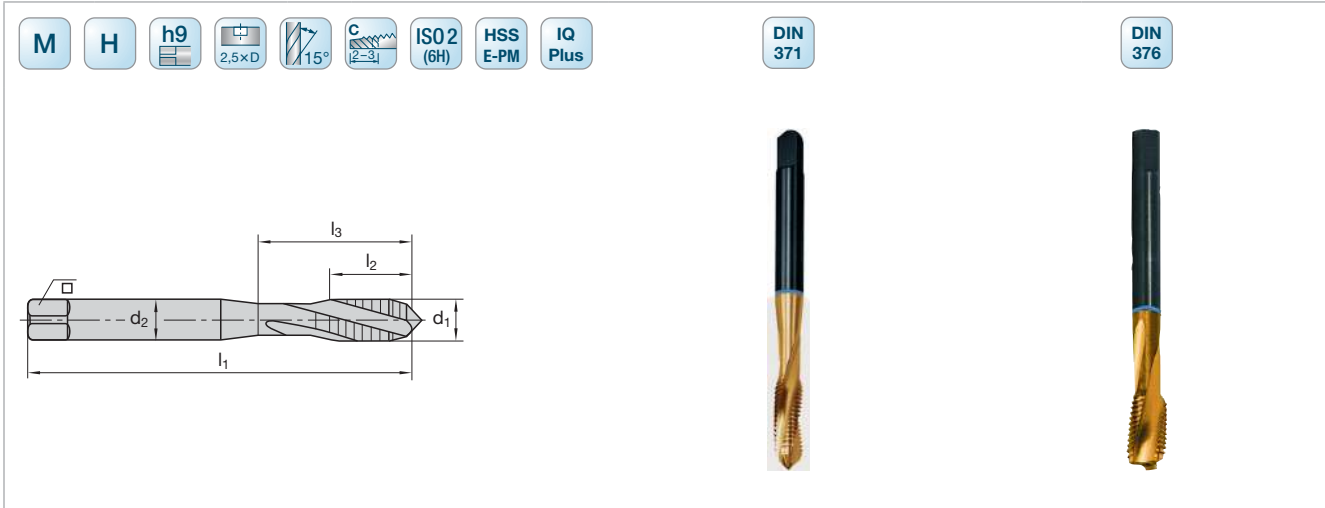 M
H
h9
2,5×D
15°
C
2–3
ISO 2
(6H)
HSS
E-PM
IQ
Plus
DIN
371
DIN
376
l₃
l₂
d₂
d₁
l₁